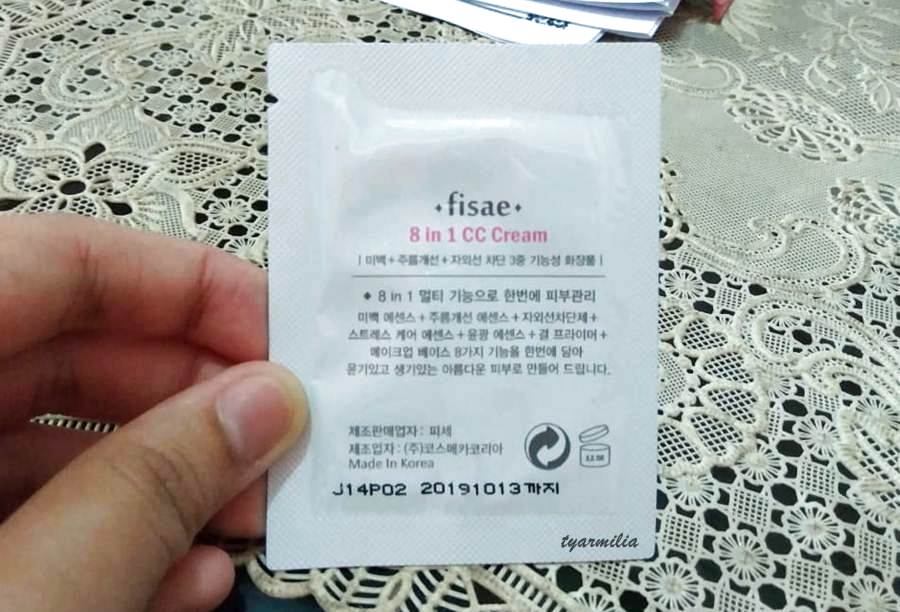 fisae
8 in 1 CC Cream
| 미백+주름개선+자외선 차단 3중 기능성 화장품 |
◆ 8 in 1 멀티 기능으로 한번에 피부관리
미백 에센스+주름개선 에센스+자외선차단제+
스트레스 케어 에센스+윤광 에센스+결 프라이머+
메이크업 베이스 8가지 기능을 한번에 담아
윤기있고 생기있는 아름다운 피부로 만들어 드립니다.
제조판매업자 : 피세
제조업자 : (주)코스메카코리아
Made In Korea
12M
J14P02 20191013까지
tyarmilia